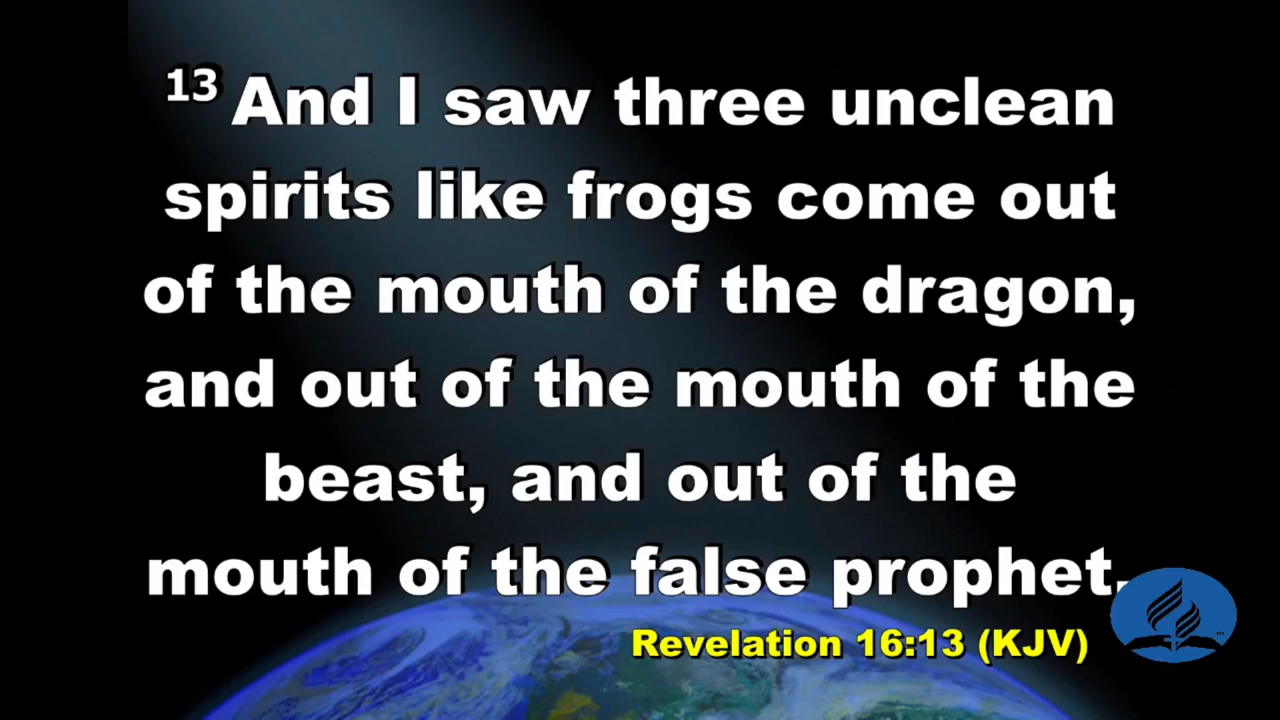 13 And I saw three unclean
spirits like frogs come out
of the mouth of the dragon,
and out of the mouth of the
beast, and out of the
mouth of the false prophet.
Revelation 16:13 (KJV)